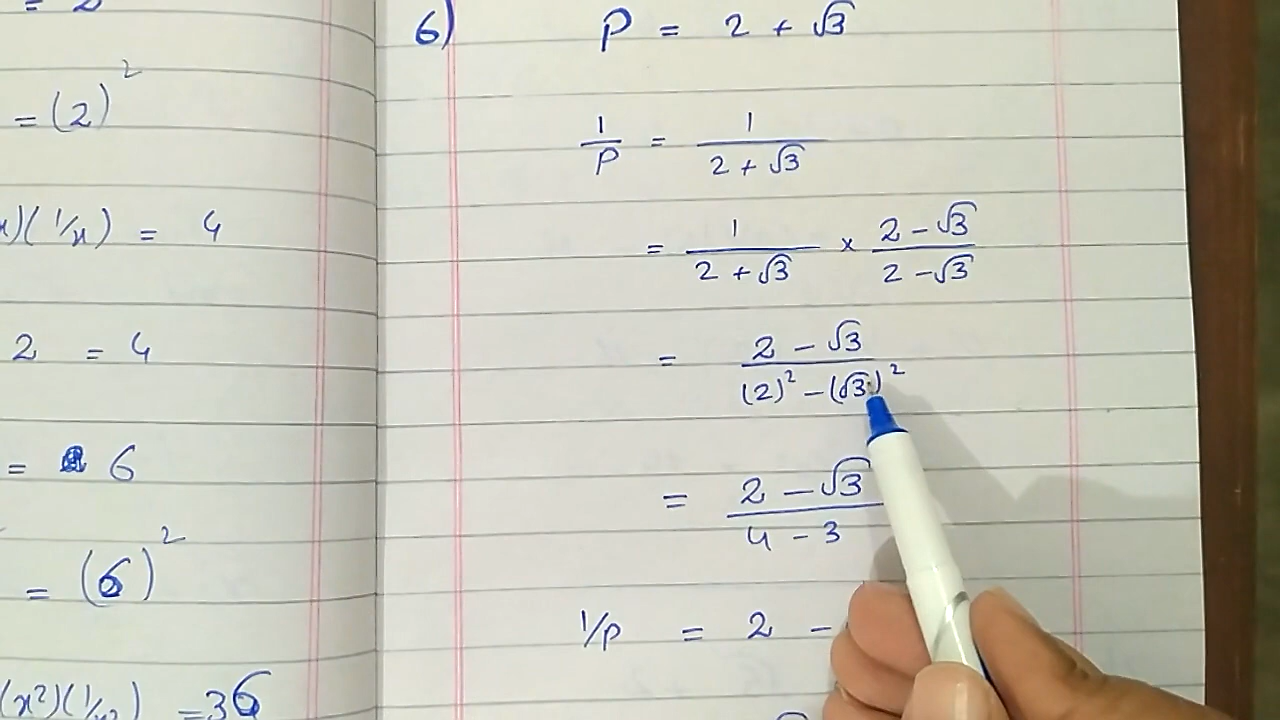 = 2
= (2)²
)(1/x) = 4
2 = 4
= 6
= (6)²
(x²)(1/x²) = 36
6) P = 2 + √3
1/P = 1/(2 + √3)
= 1/(2 + √3) × (2 - √3)/(2 - √3)
= (2 - √3)/((2)² - (√3)²)
= (2 - √3)/(4 - 3)
1/P = 2 -